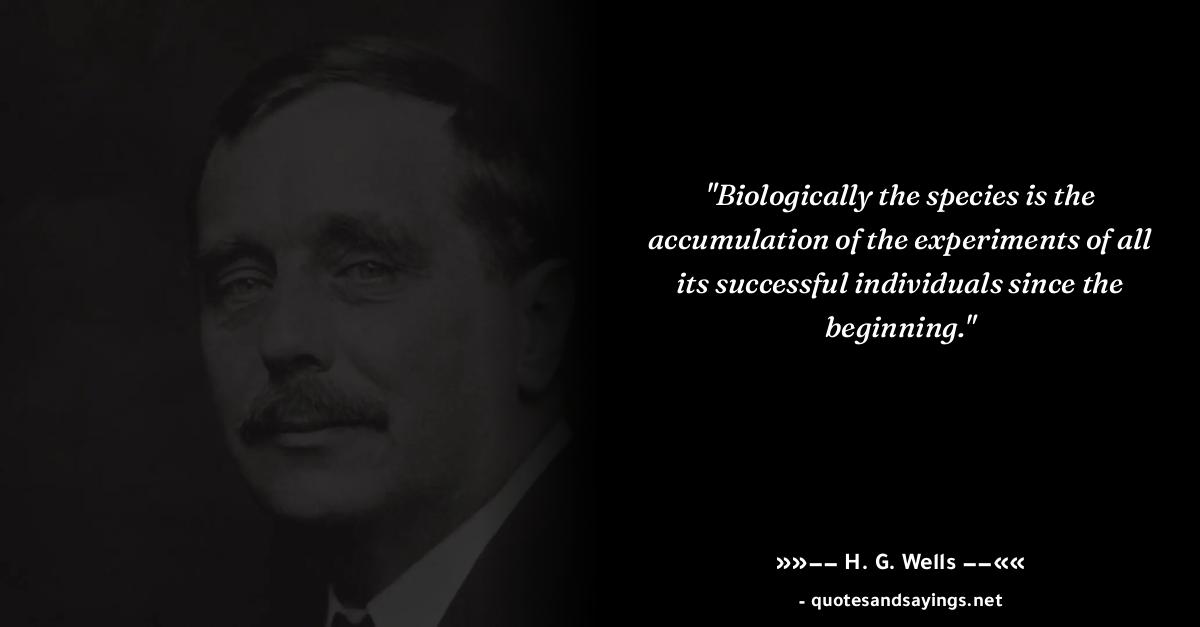 "Biologically the species is the
accumulation of the experiments of all
its successful individuals since the
beginning."
»»−− H. G. Wells −−««
- quotesandsayings.net